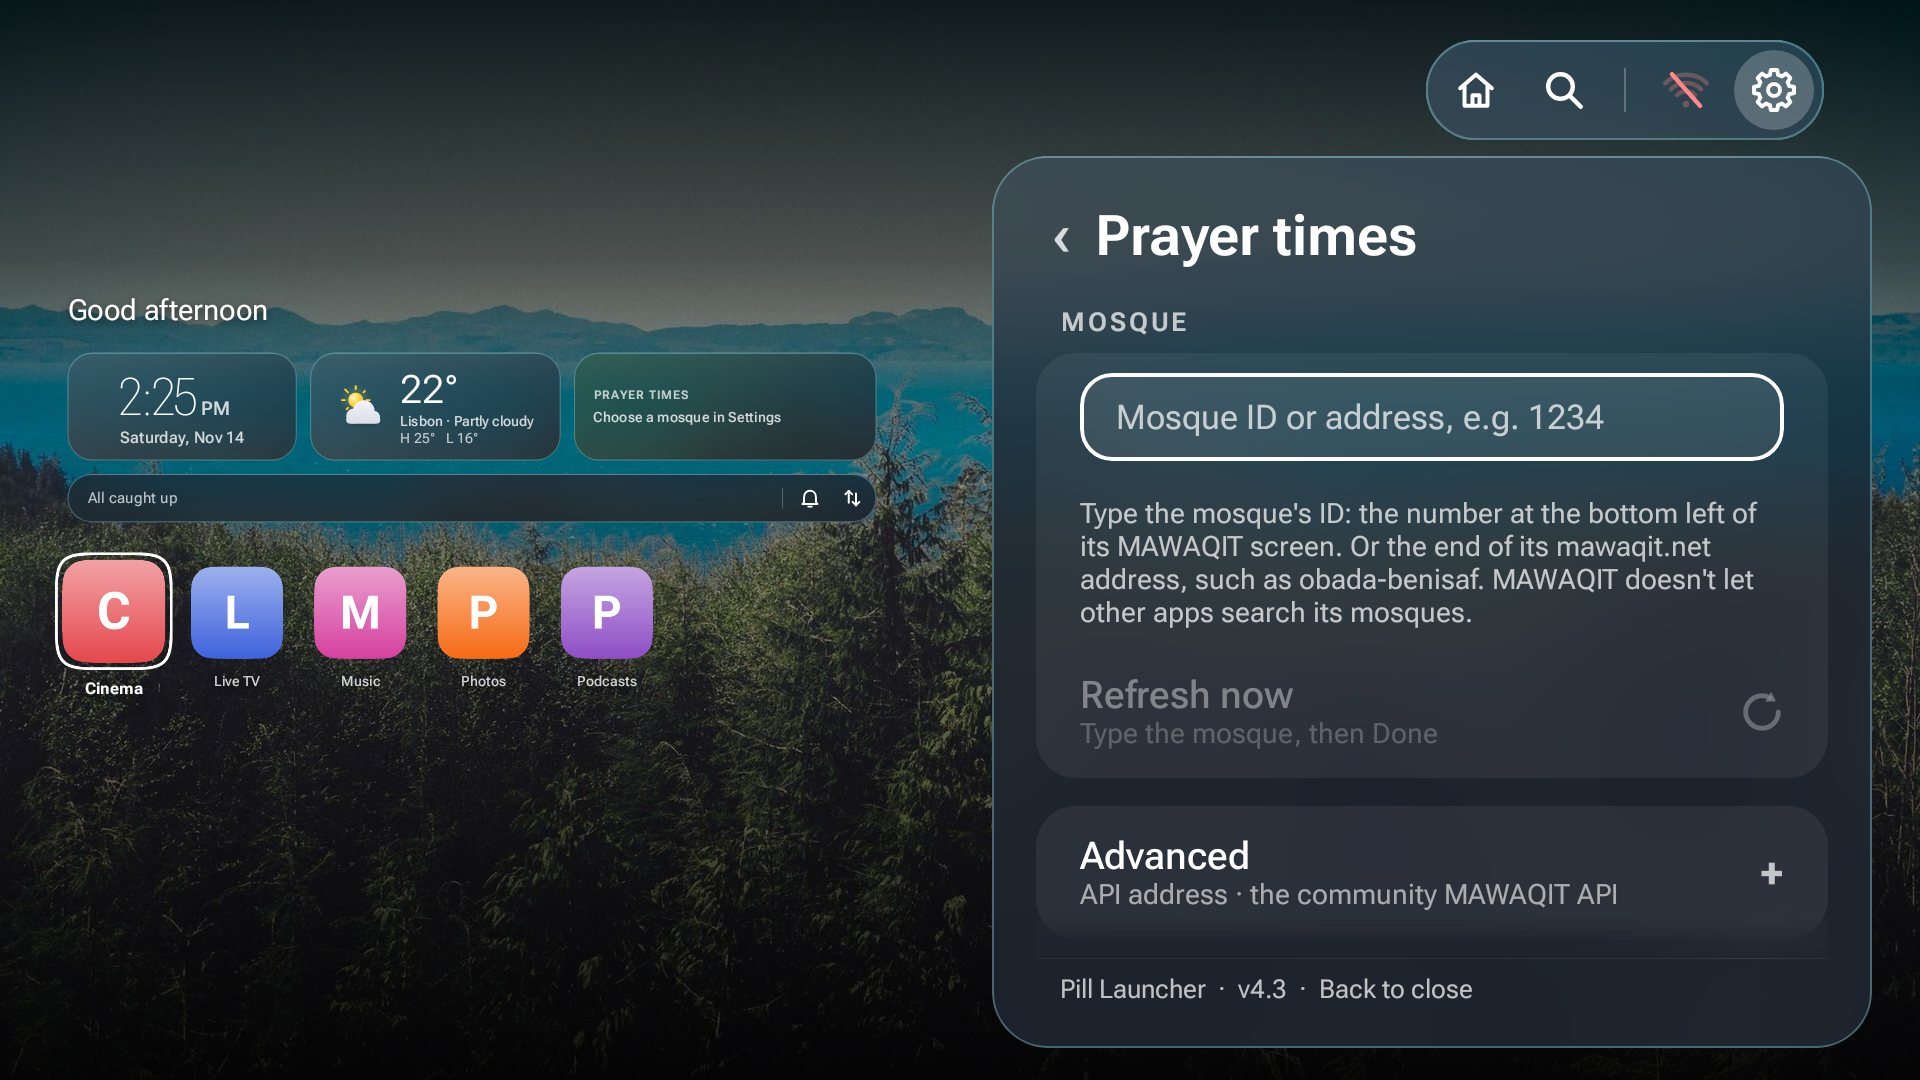 Good afternoon
2:25 PM
Saturday, Nov 14
22°
Lisbon · Partly cloudy
H 25° L 16°
PRAYER TIMES
Choose a mosque in Settings
All caught up
C
L
M
P
P
Cinema
Live TV
Music
Photos
Podcasts
‹ Prayer times
MOSQUE
Mosque ID or address, e.g. 1234
Type the mosque's ID: the number at the bottom left of
its MAWAQIT screen. Or the end of its mawaqit.net
address, such as obada-benisaf. MAWAQIT doesn't let
other apps search its mosques.
Refresh now
Type the mosque, then Done
Advanced
API address · the community MAWAQIT API
Pill Launcher · v4.3 · Back to close